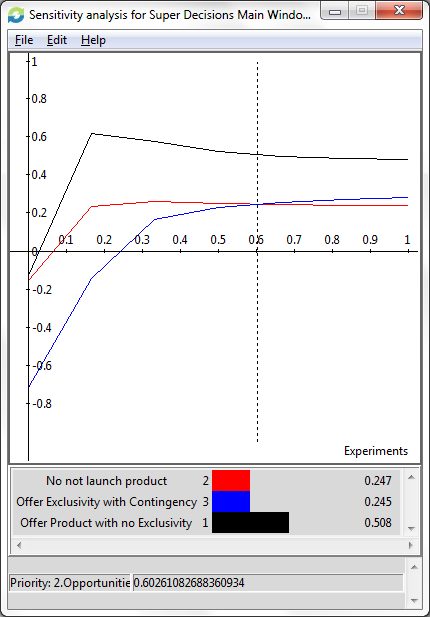 Sensitivity analysis for Super Decisions Main Windo...
File Edit Help
1
0.8
0.6
0.4
0.2
0 0.1 0.2 0.3 0.4 0.5 0.6 0.7 0.8 0.9 1
-0.2
-0.4
-0.6
-0.8
Experiments
No not launch product 2 0.247
Offer Exclusivity with Contingency 3 0.245
Offer Product with no Exclusivity 1 0.508
Priority: 2.Opportunitie 0.60261082688360934